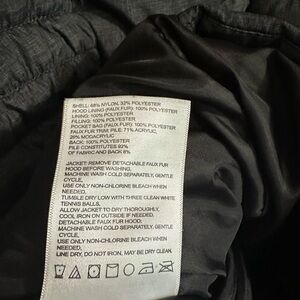 SHELL: 68% NYLON, 32% POLYESTER
HOOD LINING (FAUX FUR): 100% POLYESTER
LINING: 100% POLYESTER
FILLING: 100% POLYESTER
POCKET BAG (FAUX FUR): 100% POLYESTER
FAUX FUR TRIM: PILE: 71% ACRYLIC,
29% MODACRYLIC
BACK: 100% POLYESTER
PILE CONSTITUTES 92%
OF FABRIC AND BACK 8%
JACKET: REMOVE DETACHABLE FAUX FUR
HOOD BEFORE WASHING.
MACHINE WASH COLD SEPARATELY, GENTLE
CYCLE,
USE ONLY NON-CHLORINE BLEACH WHEN
NEEDED,
TUMBLE DRY LOW WITH THREE CLEAN WHITE
TENNIS BALLS,
ALLOW JACKET TO DRY THOROUGHLY,
COOL IRON ON OUTSIDE IF NEEDED.
DETACHABLE FAUX FUR HOOD:
MACHINE WASH COLD SEPARATELY, GENTLE
CYCLE,
USE ONLY NON-CHLORINE BLEACH WHEN
NEEDED,
LINE DRY, DO NOT IRON, MAY BE DRY CLEAN.